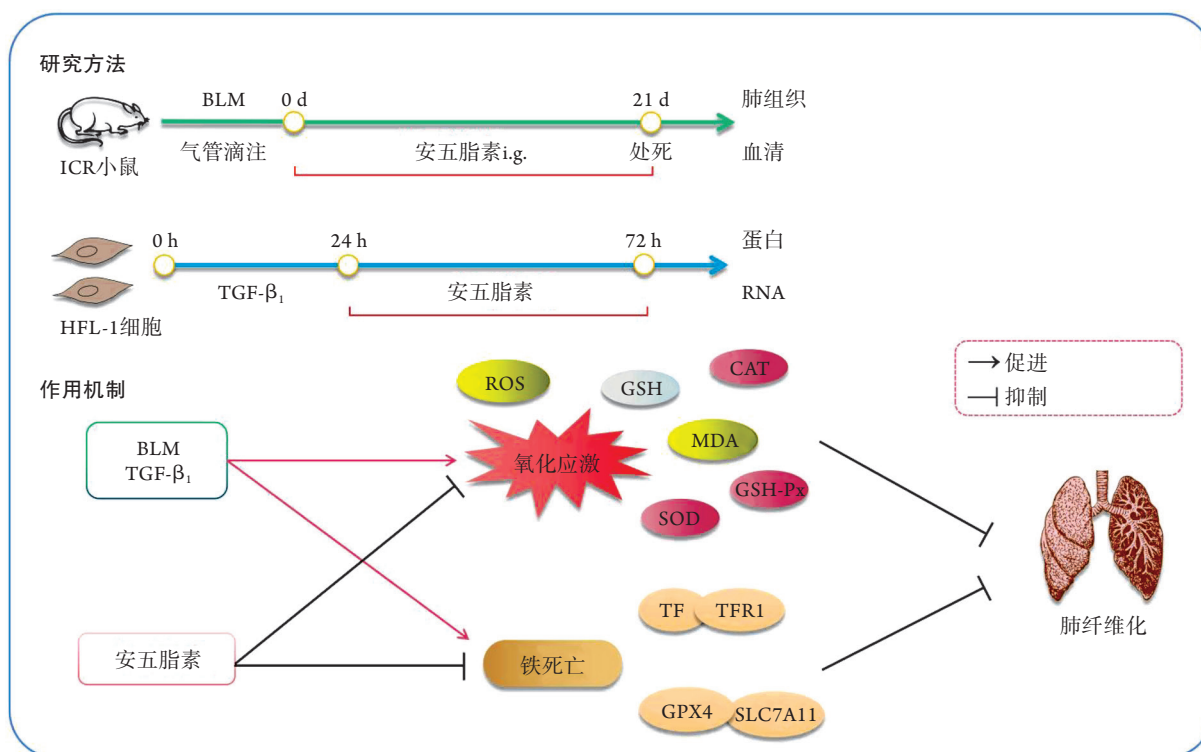 研究方法
BLM
0 d
21 d
肺组织
气管滴注
安五脂素i.g.
处死
血清
ICR小鼠
0 h
24 h
72 h
蛋白
TGF-β₁
安五脂素
RNA
HFL-1细胞
作用机制
ROS
GSH
CAT
促进
抑制
BLM
TGF-β₁
氧化应激
MDA
GSH-Px
SOD
TF
TFR1
肺纤维化
安五脂素
铁死亡
GPX4
SLC7A11